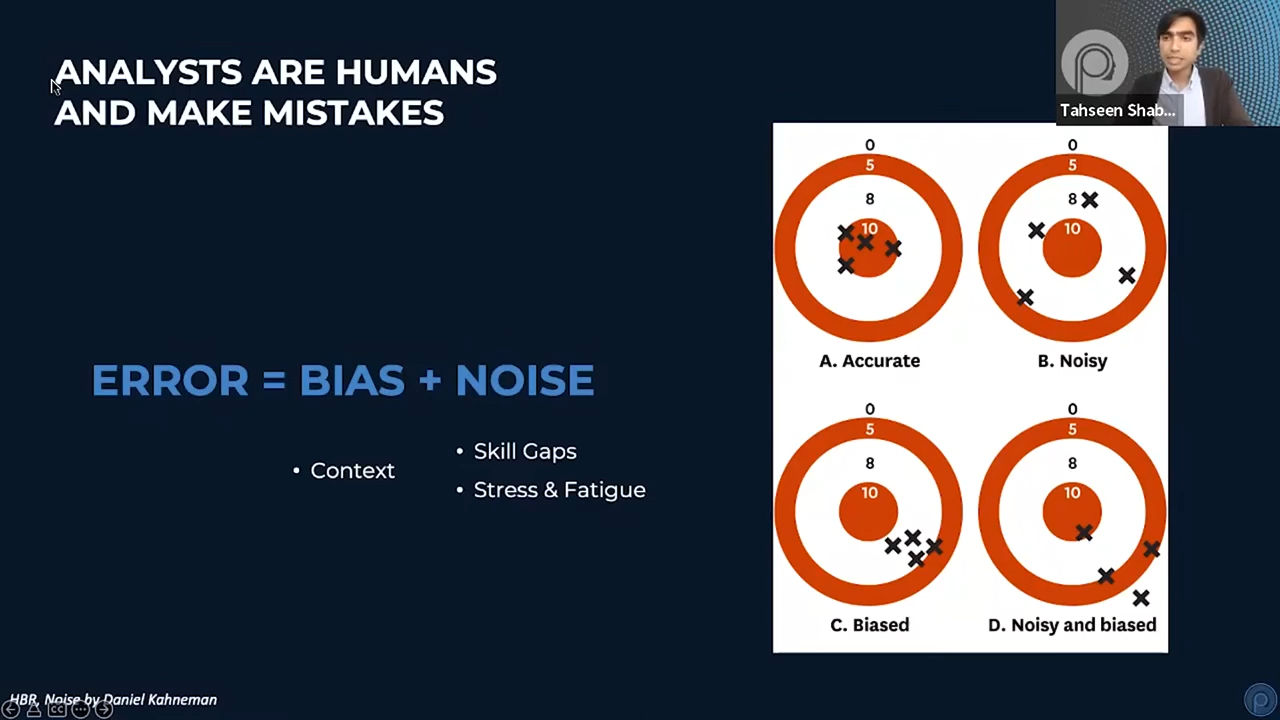 ANALYSTS ARE HUMANS
AND MAKE MISTAKES
Tahseen Shab...
ERROR = BIAS + NOISE
• Context
• Skill Gaps
• Stress & Fatigue
0 0
5 5
8 8
10 10
A. Accurate B. Noisy
0 0
5 5
8 8
10 10
C. Biased D. Noisy and biased
HBR, Noise by Daniel Kahneman
CC